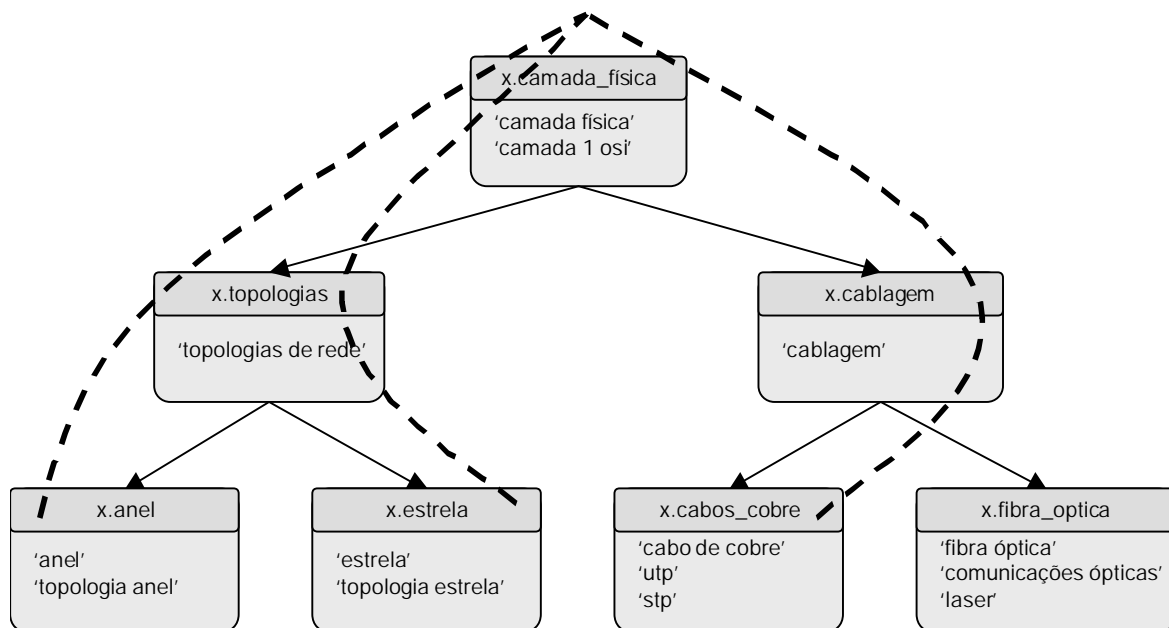 x.camada_física
‘camada física’
‘camada 1 osi’
x.topologias
‘topologias de rede’
x.cablagem
‘cablagem’
x.anel
‘anel’
‘topologia anel’
x.estrela
‘estrela’
‘topologia estrela’
x.cabos_cobre
‘cabo de cobre’
‘utp’
‘stp’
x.fibra_optica
‘fibra óptica’
‘comunicações ópticas’
‘laser’